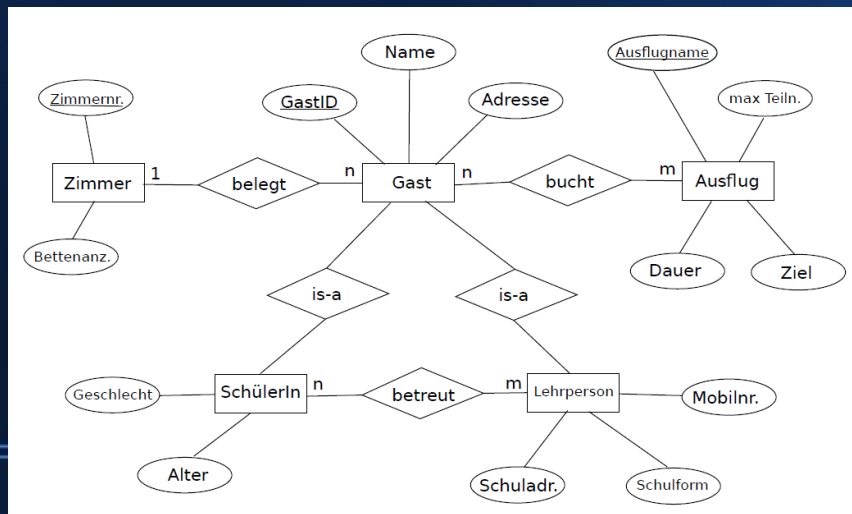 Name
Ausflugname
Zimmernr.
GastID
Adresse
max Teiln.
Zimmer
1
belegt
n
Gast
n
bucht
m
Ausflug
Bettenanz.
Dauer
Ziel
is-a
is-a
Geschlecht
SchülerIn
n
betreut
m
Lehrperson
Mobilnr.
Alter
Schuladr.
Schulform